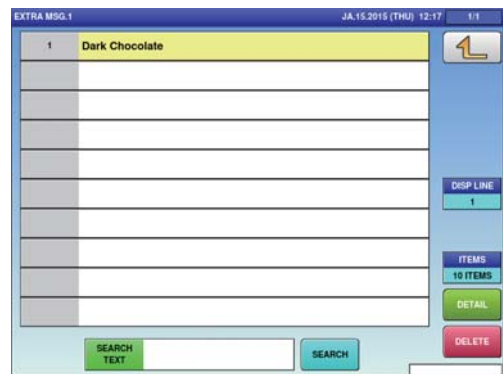 EXTRA MSG.1 JA.15.2015 (THU) 12:17 1/1
1 Dark Chocolate
DISP LINE
1
ITEMS
10 ITEMS
DETAIL
DELETE
SEARCH
TEXT
SEARCH